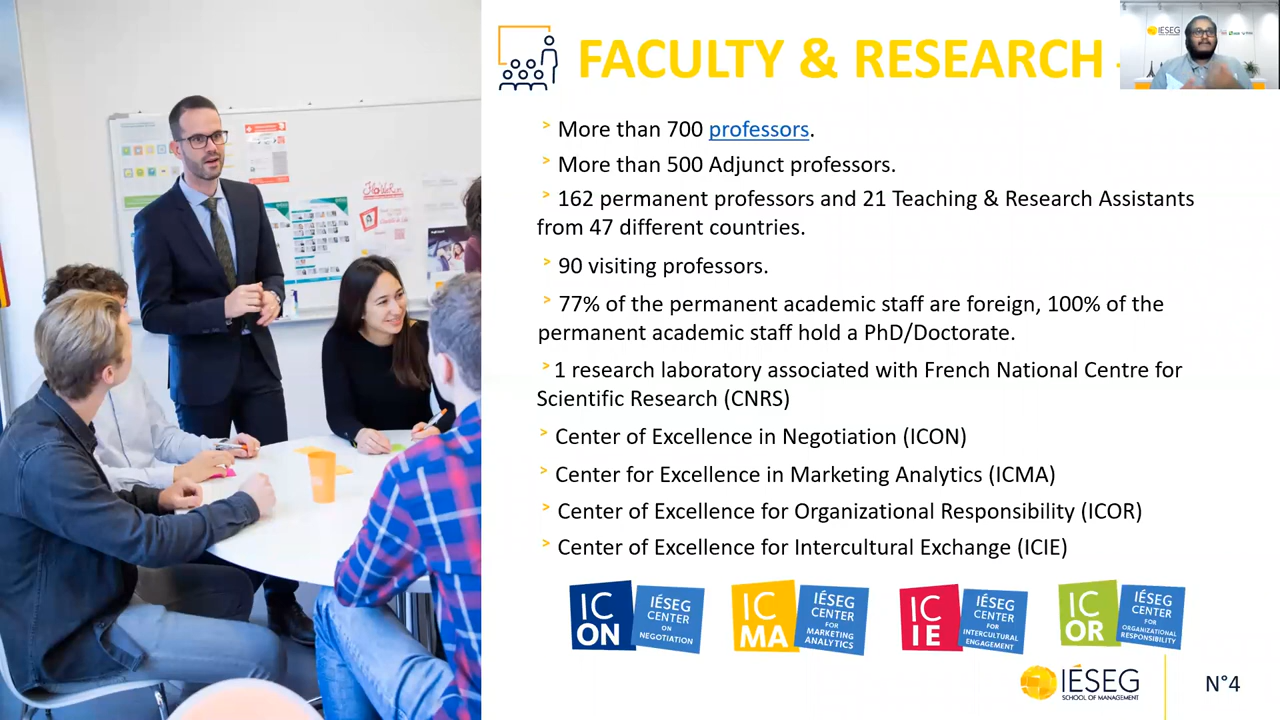 FACULTY & RESEARCH -
IÉSEG
> More than 700 professors.
> More than 500 Adjunct professors.
> 162 permanent professors and 21 Teaching & Research Assistants
from 47 different countries.
> 90 visiting professors.
> 77% of the permanent academic staff are foreign, 100% of the
permanent academic staff hold a PhD/Doctorate.
> 1 research laboratory associated with French National Centre for
Scientific Research (CNRS)
> Center of Excellence in Negotiation (ICON)
> Center for Excellence in Marketing Analytics (ICMA)
> Center of Excellence for Organizational Responsibility (ICOR)
> Center of Excellence for Intercultural Exchange (ICIE)
IC
ON
IÉSEG
CENTER
ON
NEGOTIATION
IC
MA
IÉSEG
CENTER
FOR
MARKETING
ANALYTICS
IC
IE
IÉSEG
CENTER
FOR
INTERCULTURAL
ENGAGEMENT
IC
OR
IÉSEG
CENTER
FOR
ORGANIZATIONAL
RESPONSIBILITY
IÉSEG
SCHOOL OF MANAGEMENT
N°4